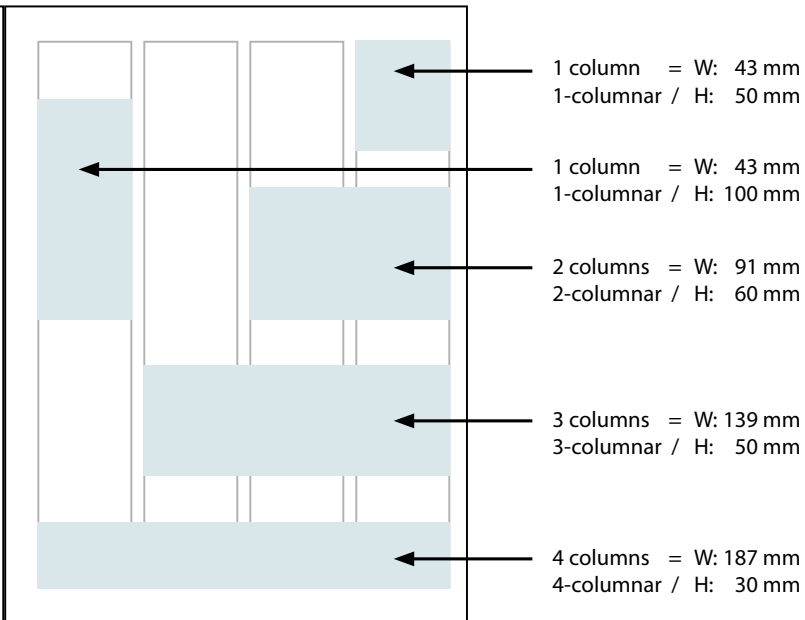 1 column = W: 43 mm
1-columnar / H: 50 mm
1 column = W: 43 mm
1-columnar / H: 100 mm
2 columns = W: 91 mm
2-columnar / H: 60 mm
3 columns = W: 139 mm
3-columnar / H: 50 mm
4 columns = W: 187 mm
4-columnar / H: 30 mm